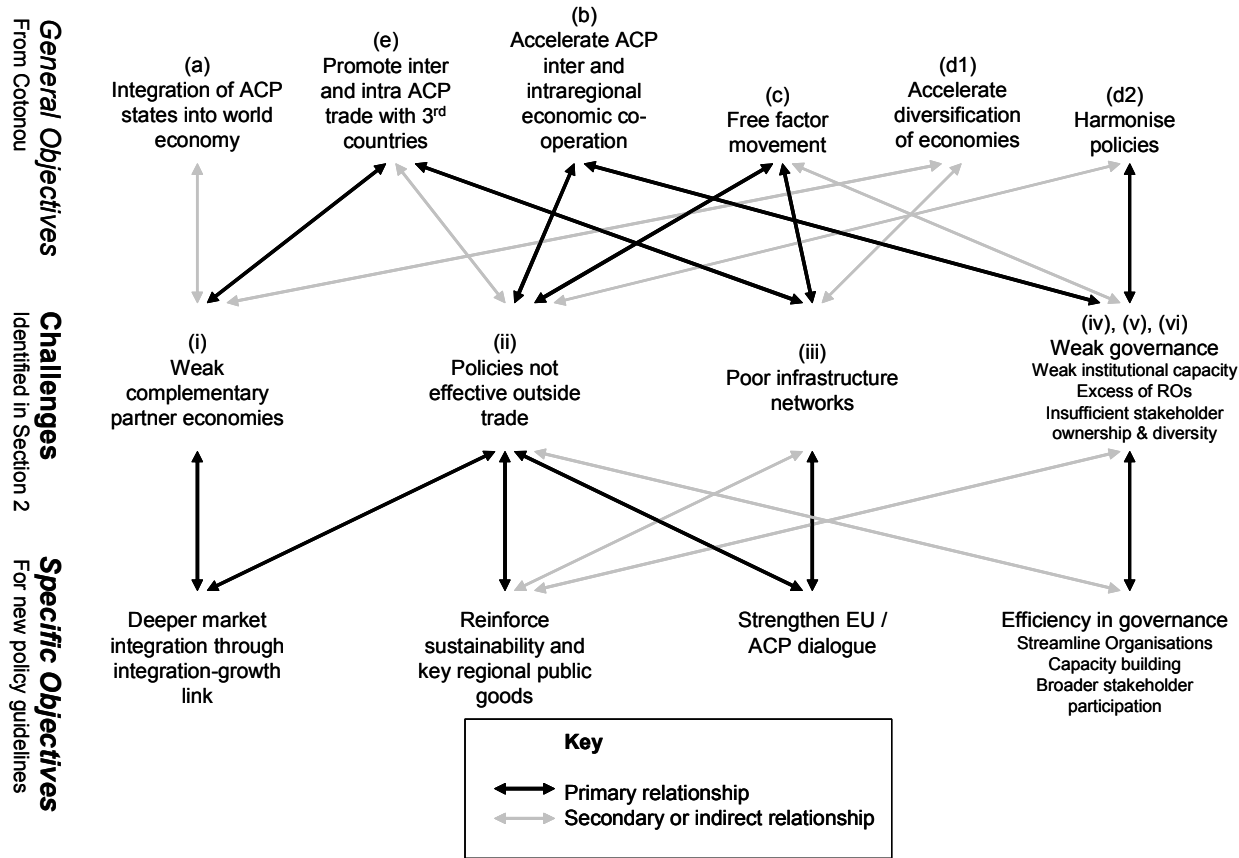 General Objectives
From Cotonou
(a)
Integration of ACP
states into world
economy
(e)
Promote inter
and intra ACP
trade with 3rd
countries
(b)
Accelerate ACP
inter and
intraregional
economic co-
operation
(c)
Free factor
movement
(d1)
Accelerate
diversification
of economies
(d2)
Harmonise
policies
Challenges
Identified in Section 2
(i)
Weak
complementary
partner economies
(ii)
Policies not
effective outside
trade
(iii)
Poor infrastructure
networks
(iv), (v), (vi)
Weak governance
Weak institutional capacity
Excess of ROs
Insufficient stakeholder
ownership & diversity
Specific Objectives
For new policy guidelines
Deeper market
integration through
integration-growth
link
Reinforce
sustainability and
key regional public
goods
Strengthen EU /
ACP dialogue
Efficiency in governance
Streamline Organisations
Capacity building
Broader stakeholder
participation
Key
Primary relationship
Secondary or indirect relationship